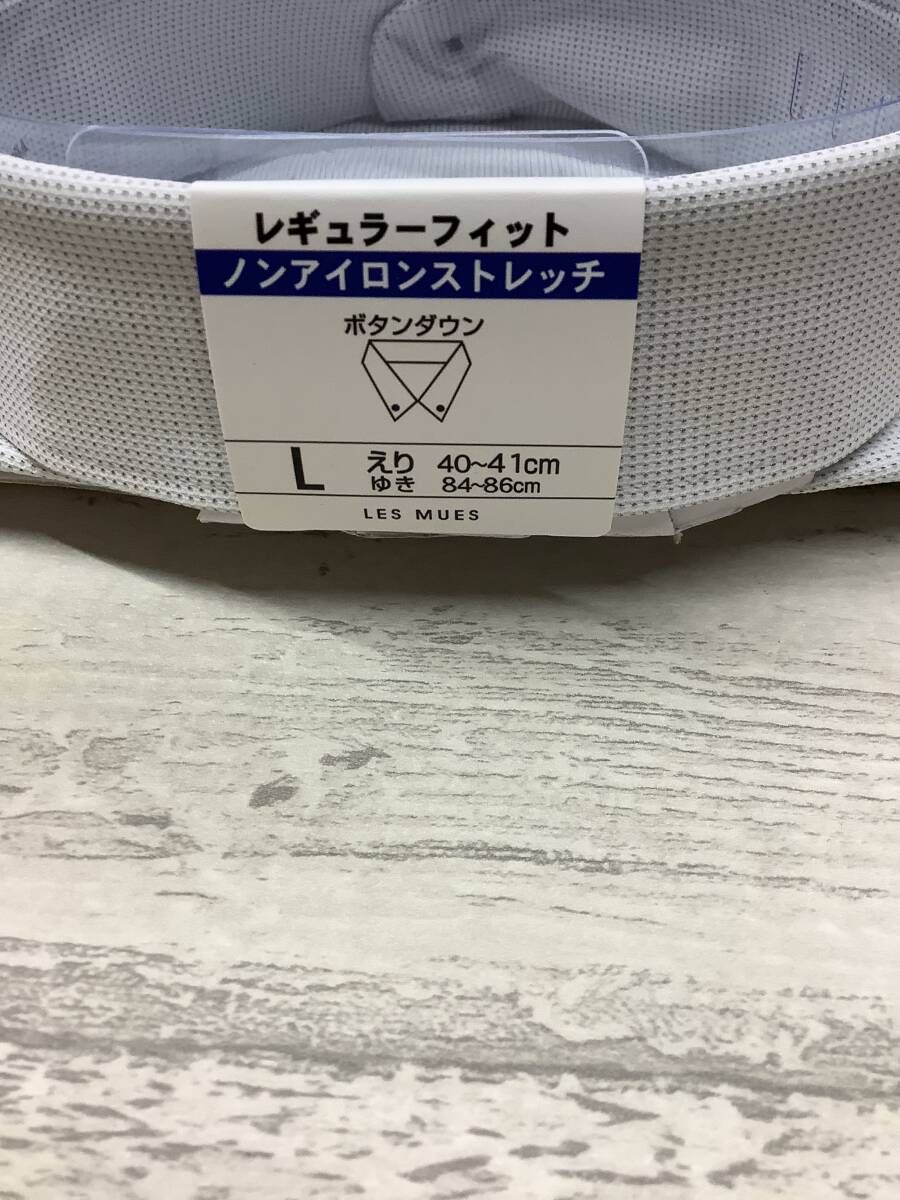 レギュラーフィット
ノンアイロンストレッチ
ボタンダウン
L えり 40~41cm
ゆき 84~86cm
LES MUES